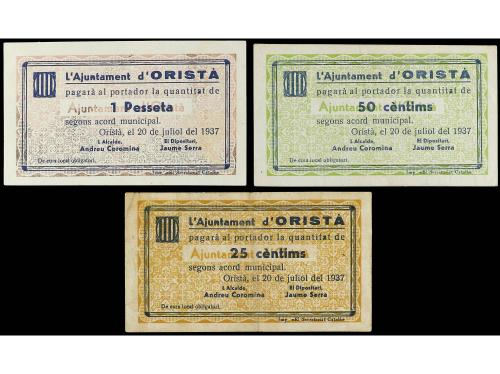 L'Ajuntament d'ORISTÀ
pagarà al portador la quantitat de
1 Pesseta
segons acord municipal.
Oristà, el 20 de juliol del 1937
L'Alcalde,
El Dipositari,
Andreu Coromina
Jaume Serra
De curs local obligatori.
L'Ajuntament d'ORISTÀ
pagarà al portador la quantitat de
50 cèntims
segons acord municipal.
Oristà, el 20 de juliol del 1937
L'Alcalde,
El Dipositari,
Andreu Coromina
Jaume Serra
De curs local obligatori.
L'Ajuntament d'ORISTÀ
pagarà al portador la quantitat de
25 cèntims
segons acord municipal.
Oristà, el 20 de juliol del 1937
L'Alcalde,
El Dipositari,
Andreu Coromina
Jaume Serra
De curs local obligatori.